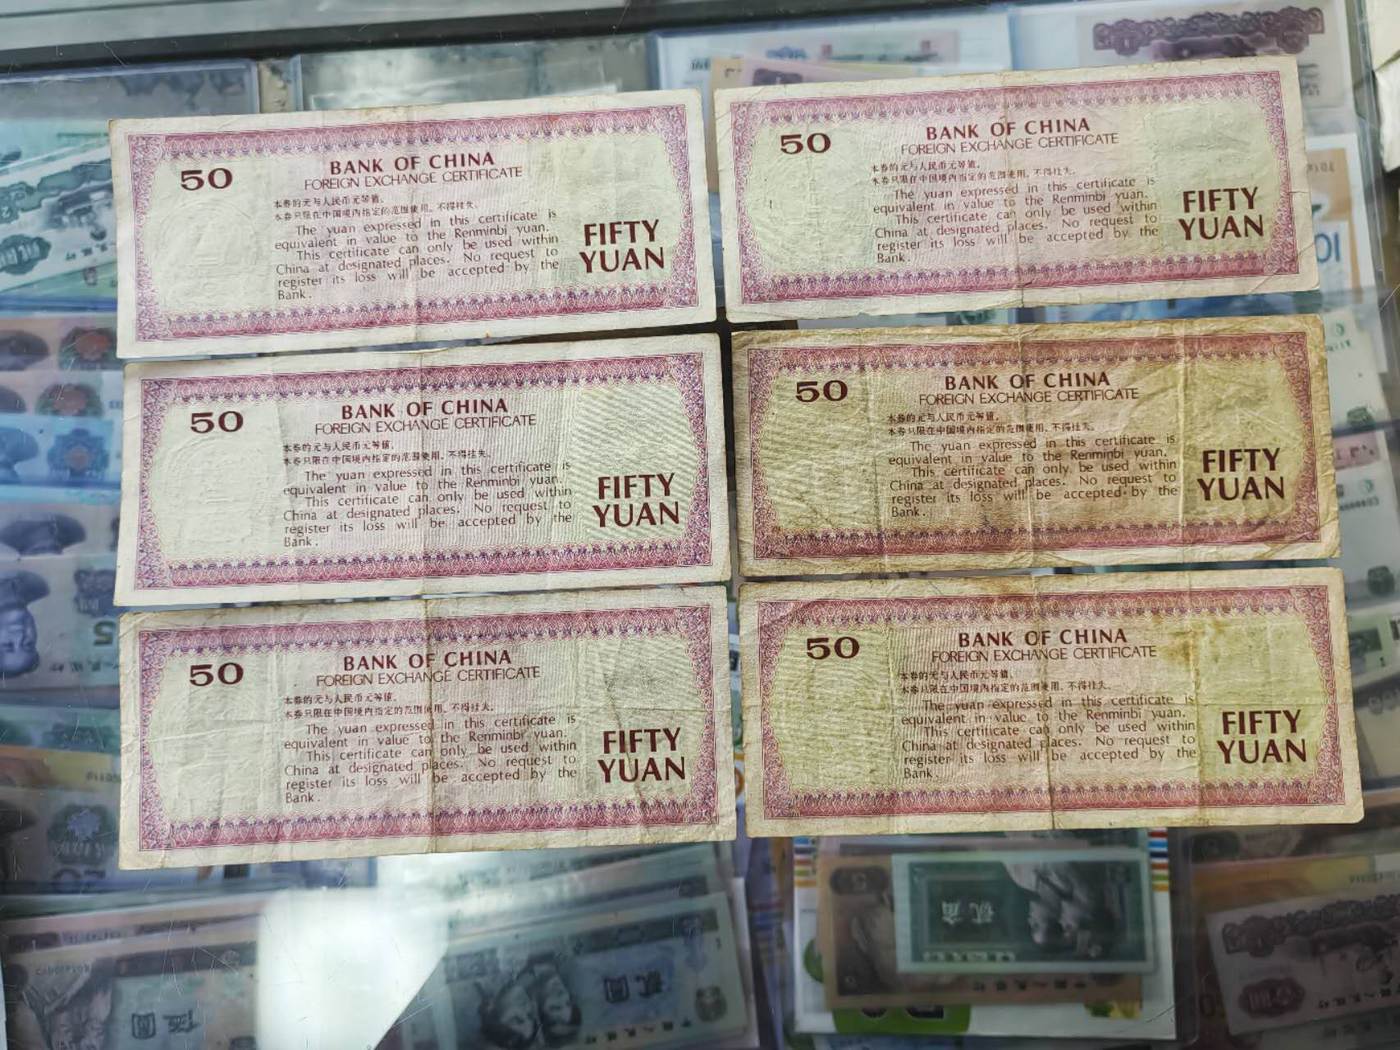 50
BANK OF CHINA
FOREIGN EXCHANGE CERTIFICATE
本券的元与人民币元等值。
本券只限在中国境内指定的范围使用，不得挂失。
The yuan expressed in this certificate is
equivalent in value to the Renminbi yuan.
This certificate can only be used within
China at designated places. No request to
register its loss will be accepted by the
Bank.
FIFTY
YUAN
50
BANK OF CHINA
FOREIGN EXCHANGE CERTIFICATE
本券的元与人民币元等值。
本券只限在中国境内指定的范围使用，不得挂失。
The yuan expressed in this certificate is
equivalent in value to the Renminbi yuan.
This certificate can only be used within
China at designated places. No request to
register its loss will be accepted by the
Bank.
FIFTY
YUAN
50
BANK OF CHINA
FOREIGN EXCHANGE CERTIFICATE
本券的元与人民币元等值。
本券只限在中国境内指定的范围使用，不得挂失。
The yuan expressed in this certificate is
equivalent in value to the Renminbi yuan.
This certificate can only be used within
China at designated places. No request to
register its loss will be accepted by the
Bank.
FIFTY
YUAN
50
BANK OF CHINA
FOREIGN EXCHANGE CERTIFICATE
本券的元与人民币元等值。
本券只限在中国境内指定的范围使用，不得挂失。
The yuan expressed in this certificate is
equivalent in value to the Renminbi yuan.
This certificate can only be used within
China at designated places. No request to
register its loss will be accepted by the
Bank.
FIFTY
YUAN
50
BANK OF CHINA
FOREIGN EXCHANGE CERTIFICATE
本券的元与人民币元等值。
本券只限在中国境内指定的范围使用，不得挂失。
The yuan expressed in this certificate is
equivalent in value to the Renminbi yuan.
This certificate can only be used within
China at designated places. No request to
register its loss will be accepted by the
Bank.
FIFTY
YUAN
50
BANK OF CHINA
FOREIGN EXCHANGE CERTIFICATE
本券的元与人民币元等值。
本券只限在中国境内指定的范围使用，不得挂失。
The yuan expressed in this certificate is
equivalent in value to the Renminbi yuan.
This certificate can only be used within
China at designated places. No request to
register its loss will be accepted by the
Bank.
FIFTY
YUAN
贰角
贰圆